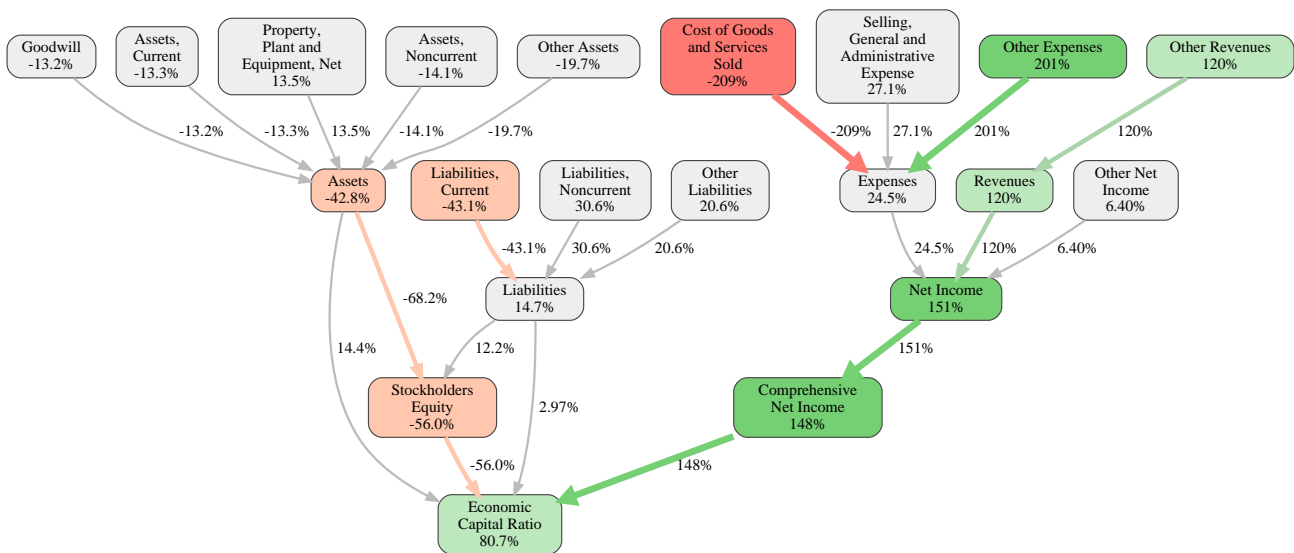 Goodwill
-13.2%
Assets,
Current
-13.3%
Property,
Plant and
Equipment, Net
13.5%
Assets,
Noncurrent
-14.1%
Other Assets
-19.7%
Cost of Goods
and Services
Sold
-209%
Selling,
General and
Administrative
Expense
27.1%
Other Expenses
201%
Other Revenues
120%
-13.2%
-13.3%
13.5%
-14.1%
-19.7%
-209%
27.1%
201%
120%
Assets
-42.8%
Liabilities,
Current
-43.1%
Liabilities,
Noncurrent
30.6%
Other
Liabilities
20.6%
Expenses
24.5%
Revenues
120%
Other Net
Income
6.40%
-43.1%
30.6%
20.6%
24.5%
120%
6.40%
-68.2%
Liabilities
14.7%
Net Income
151%
14.4%
12.2%
151%
Stockholders
Equity
-56.0%
2.97%
Comprehensive
Net Income
148%
-56.0%
148%
Economic
Capital Ratio
80.7%